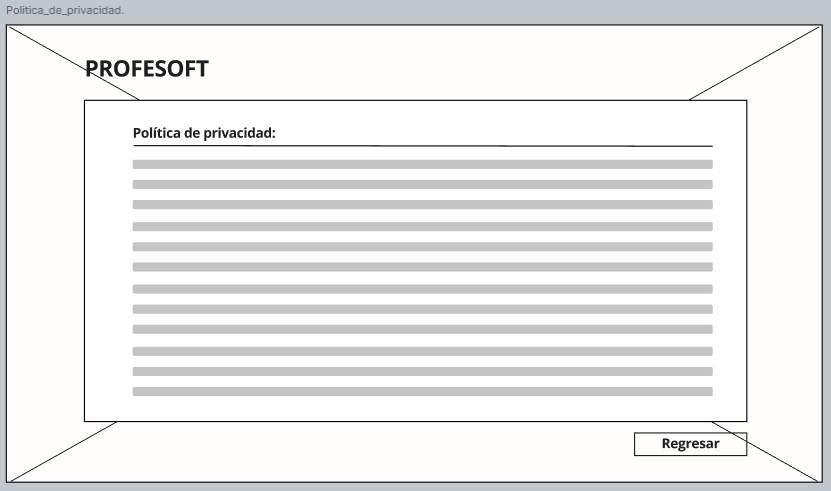 Politica_de_privacidad.
PROFESOFT
Política de privacidad:
Regresar